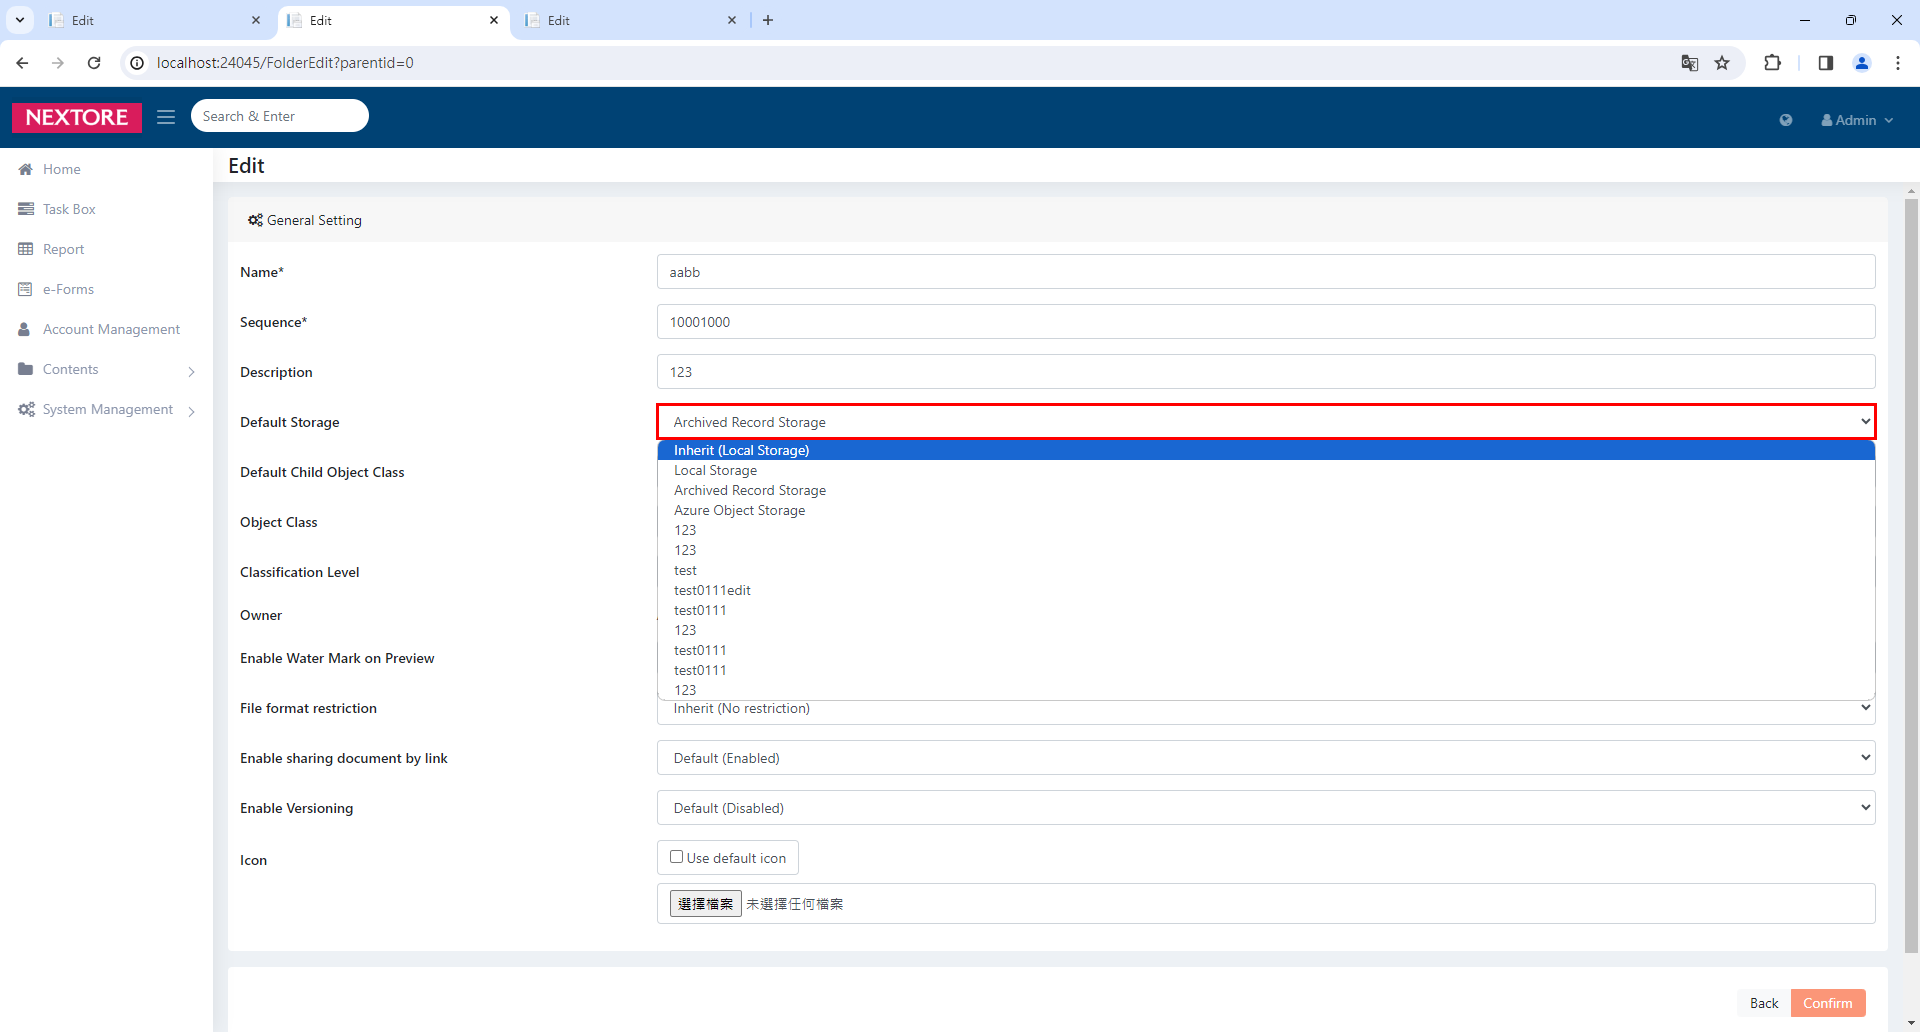 Edit
Edit
Edit
localhost:24045/FolderEdit?parentid=0
NEXTORE
Search & Enter
Admin
Home
Task Box
Report
e-Forms
Account Management
Contents
System Management
Edit
General Setting
Name*
aabb
Sequence*
10001000
Description
123
Default Storage
Archived Record Storage
Inherit (Local Storage)
Local Storage
Archived Record Storage
Azure Object Storage
123
123
test
test0111edit
test0111
123
test0111
test0111
123
Default Child Object Class
Object Class
Classification Level
Owner
Enable Water Mark on Preview
File format restriction
Inherit (No restriction)
Enable sharing document by link
Default (Enabled)
Enable Versioning
Default (Disabled)
Icon
Use default icon
選擇檔案 未選擇任何檔案
Back
Confirm